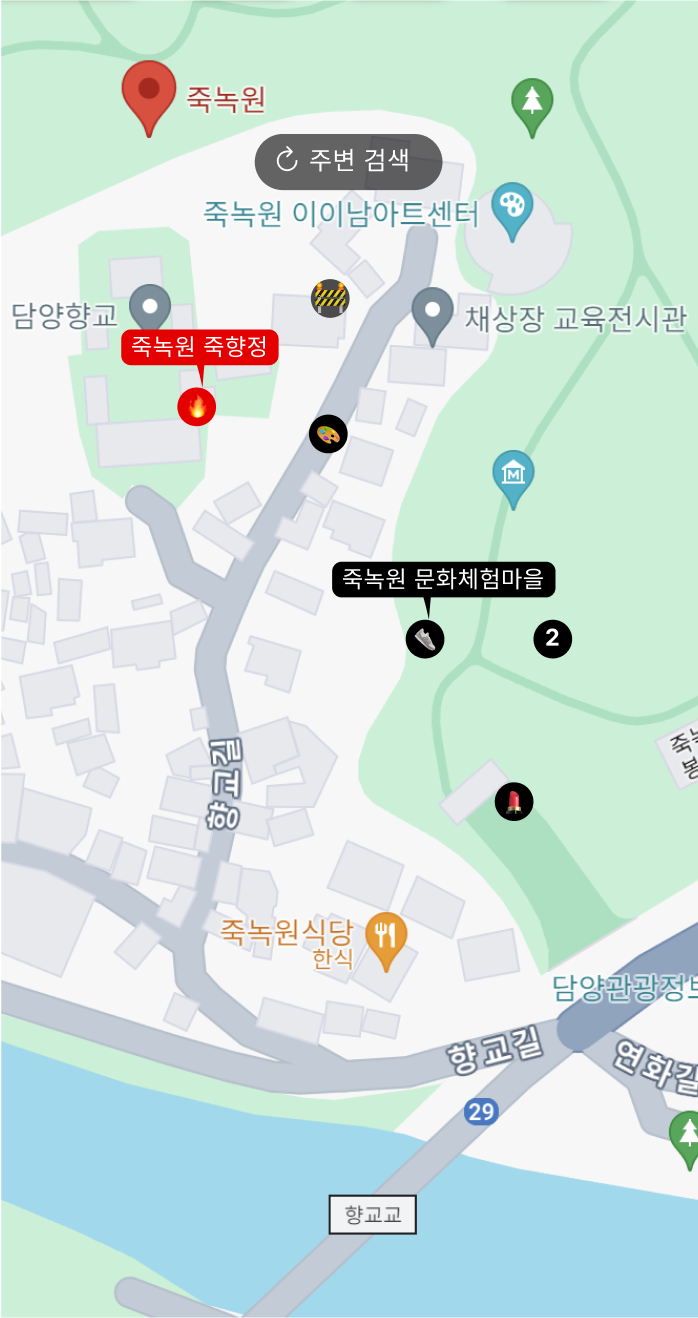 죽녹원
주변 검색
죽녹원 이이남아트센터
담양향교
채상장 교육전시관
죽녹원 죽향정
M
죽녹원 문화체험마을
2
향교길
죽녹원식당
한식
담양관광정보
향교길
연화길
29
향교교